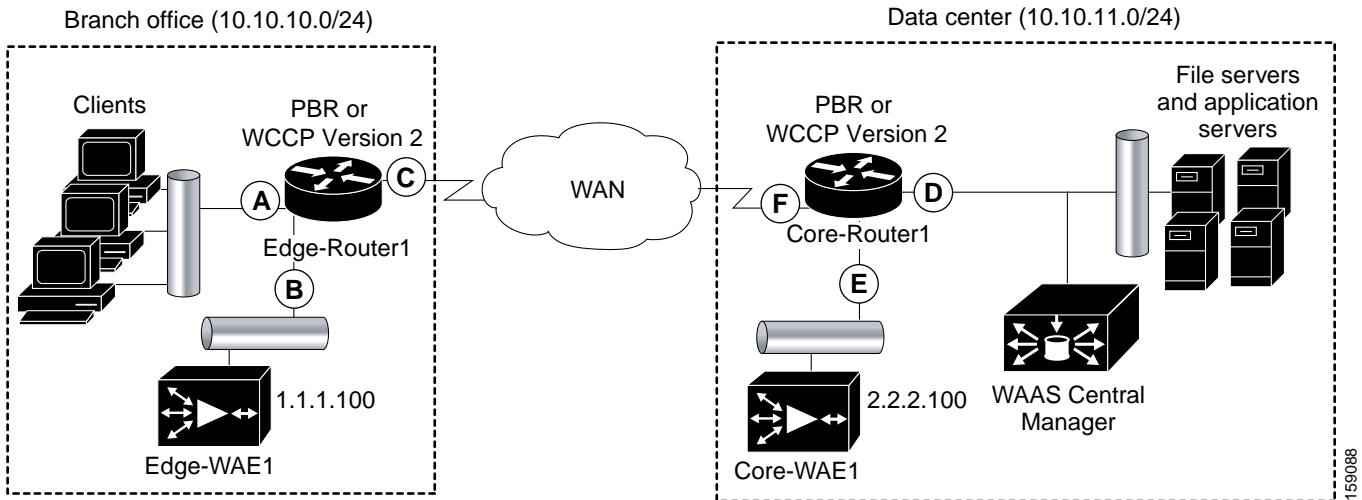 Branch office (10.10.10.0/24)
Clients
PBR or
WCCP Version 2
A
C
Edge-Router1
B
1.1.1.100
Edge-WAE1
WAN
Data center (10.10.11.0/24)
File servers
and application
servers
PBR or
WCCP Version 2
F
D
Core-Router1
E
2.2.2.100
Core-WAE1
WAAS Central
Manager
159088